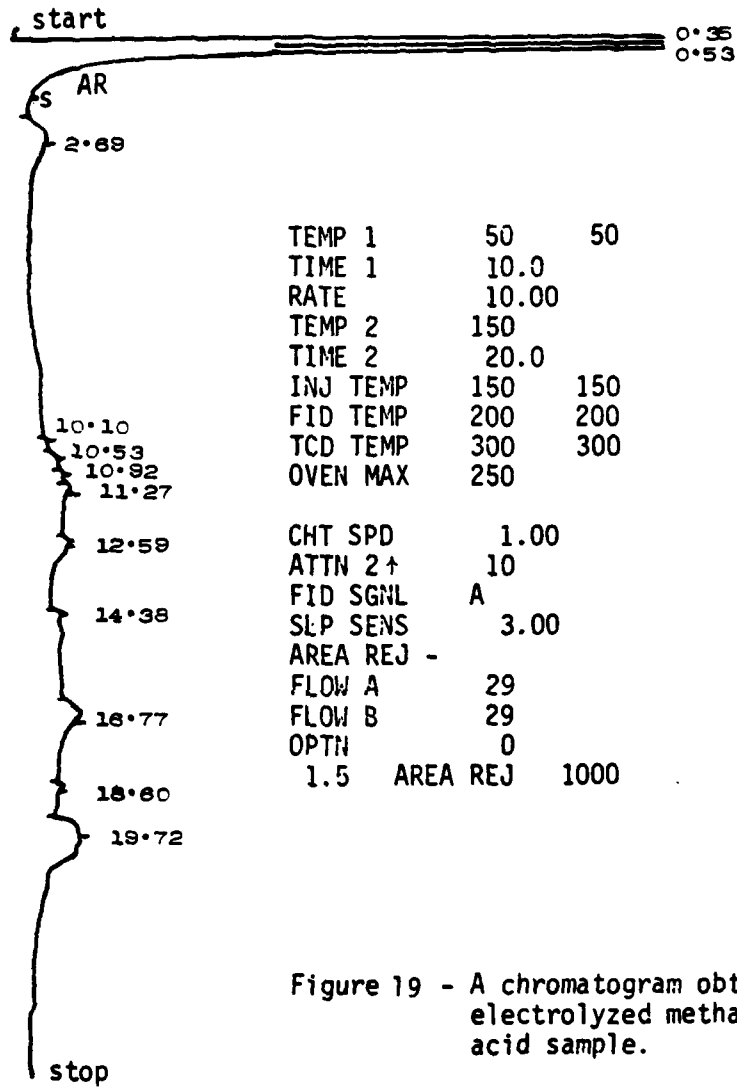 start
0.35
0.53
AR
S
2.69
TEMP 1 50 50
TIME 1 10.0
RATE 10.00
TEMP 2 150
TIME 2 20.0
INJ TEMP 150 150
FID TEMP 200 200
TCD TEMP 300 300
OVEN MAX 250
10.10
10.53
10.92
11.27
12.59
14.38
16.77
18.60
19.72
CHT SPD 1.00
ATTN 2↑ 10
FID SGNL A
SLP SENS 3.00
AREA REJ -
FLOW A 29
FLOW B 29
OPTN 0
1.5 AREA REJ 1000
Figure 19 - A chromatogram obt
electrolyzed metha
acid sample.
stop